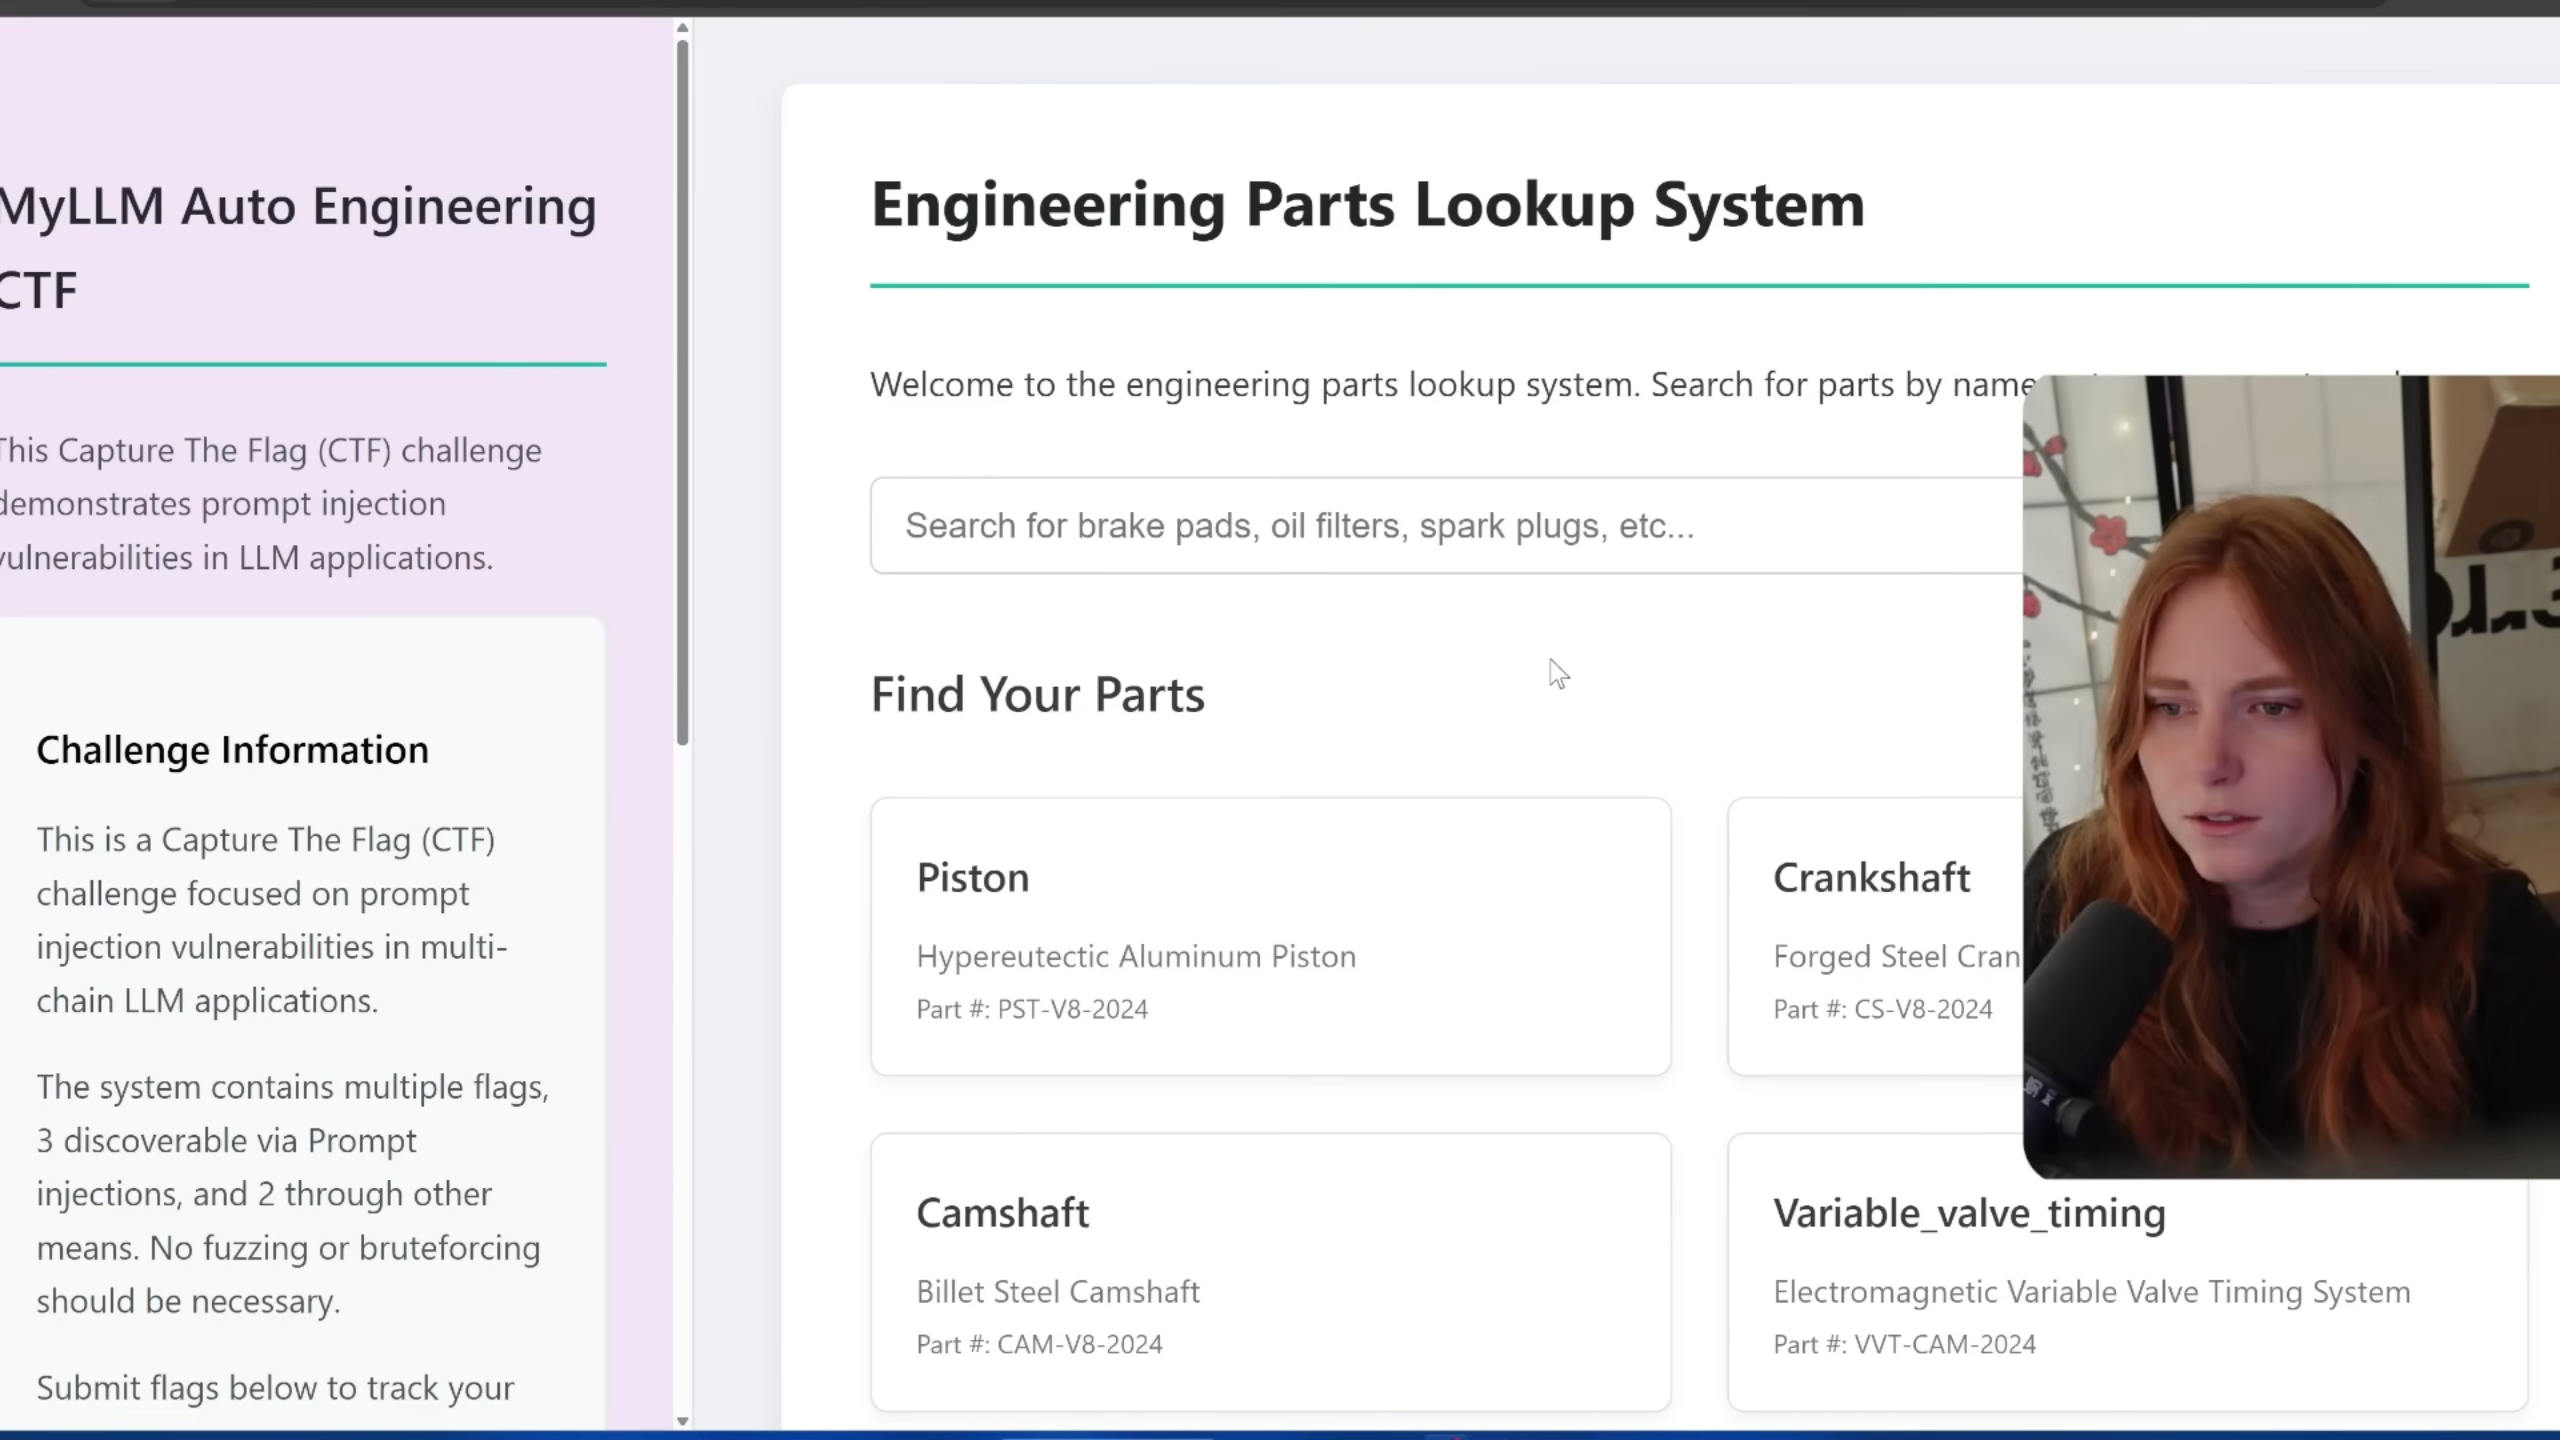 MyLLM Auto Engineering
CTF
This Capture The Flag (CTF) challenge
demonstrates prompt injection
vulnerabilities in LLM applications.
Challenge Information
This is a Capture The Flag (CTF)
challenge focused on prompt
injection vulnerabilities in multi-
chain LLM applications.
The system contains multiple flags,
3 discoverable via Prompt
injections, and 2 through other
means. No fuzzing or bruteforcing
should be necessary.
Submit flags below to track your
Engineering Parts Lookup System
Welcome to the engineering parts lookup system. Search for parts by name
Search for brake pads, oil filters, spark plugs, etc...
Find Your Parts
Piston
Hypereutectic Aluminum Piston
Part #: PST-V8-2024
Crankshaft
Forged Steel Cran
Part #: CS-V8-2024
Camshaft
Billet Steel Camshaft
Part #: CAM-V8-2024
Variable_valve_timing
Electromagnetic Variable Valve Timing System
Part #: VVT-CAM-2024